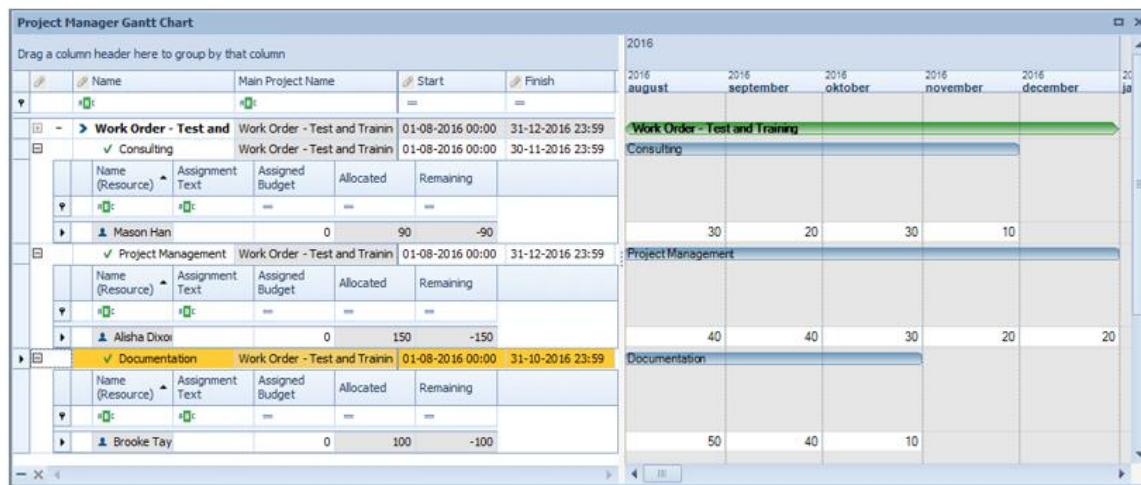 Project Manager Gantt Chart
Drag a column header here to group by that column
2016
Name Main Project Name Start Finish
2016 2016 2016 2016 2016 20
august september oktober november december ja
Work Order - Test and Work Order - Test and Trainin 01-08-2016 00:00 31-12-2016 23:59 Work Order - Test and Training
Consulting Work Order - Test and Trainin 01-08-2016 00:00 30-11-2016 23:59 Consulting
Name Assignment Assigned Allocated Remaining
(Resource) Text Budget
Mason Han 0 90 -90 30 20 30 10
Project Management Work Order - Test and Trainin 01-08-2016 00:00 31-12-2016 23:59 Project Management
Name Assignment Assigned Allocated Remaining
(Resource) Text Budget
Alisha Dixo 0 150 -150 40 40 30 20 20
Documentation Work Order - Test and Trainin 01-08-2016 00:00 31-10-2016 23:59 Documentation
Name Assignment Assigned Allocated Remaining
(Resource) Text Budget
Brooke Tay 0 100 -100 50 40 10